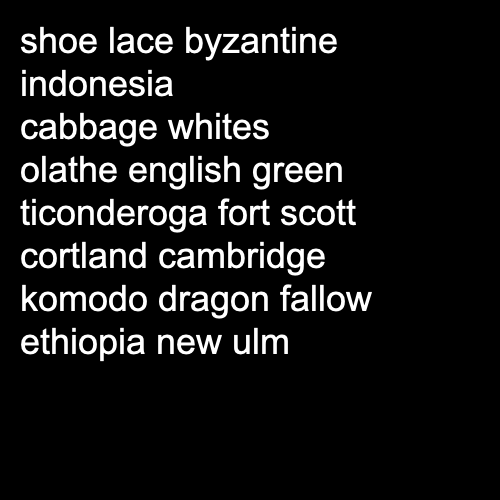 shoe lace byzantine
indonesia
cabbage whites
olathe english green
ticonderoga fort scott
cortland cambridge
komodo dragon fallow
ethiopia new ulm